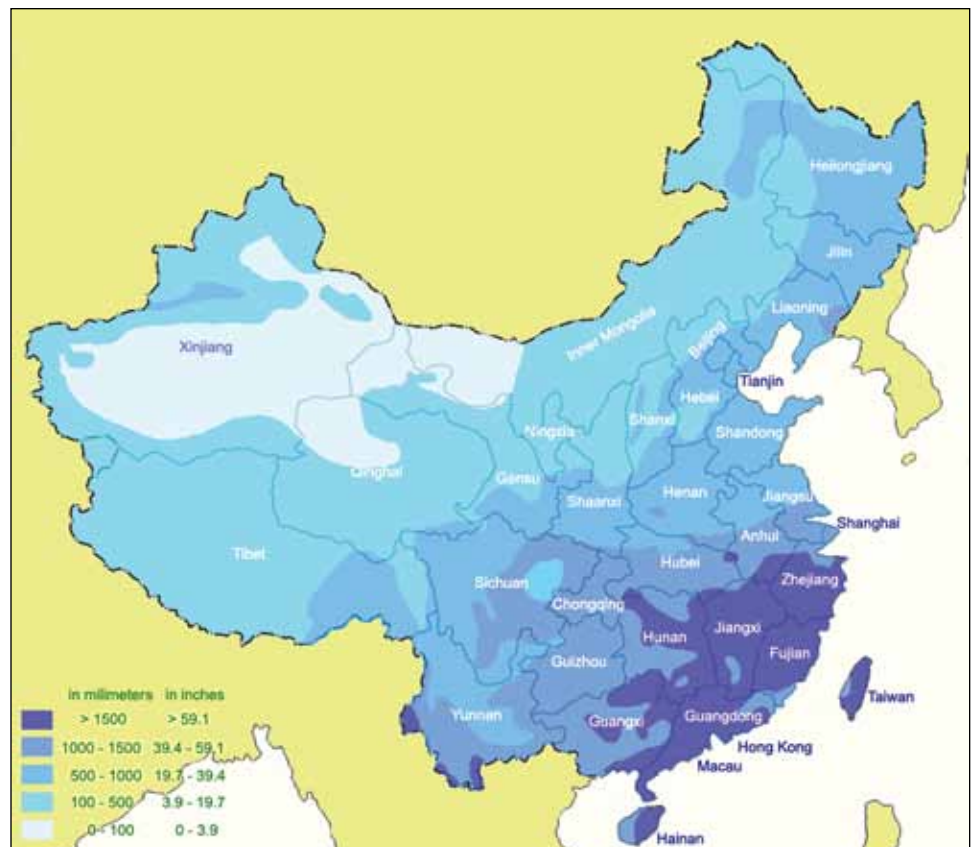 Heilongjiang
Jilin
Liaoning
Inner Mongolia
Beijing
Xinjiang
Tianjin
Hebei
Shanxi
Ningxia
Shandong
Qinghai
Gansu
Henan
Jiangsu
Shaanxi
Shanghai
Anhui
Tibet
Hubei
Sichuan
Zhejiang
Chongqing
Jiangxi
Hunan
Fujian
Guizhou
Taiwan
Yunnan
Guangxi
Guangdong
Hong Kong
Macau
Hainan
in milimeters in inches
> 1500 > 59.1
1000 - 1500 39.4 - 59.1
500 - 1000 19.7 - 39.4
100 - 500 3.9 - 19.7
0 - 100 0 - 3.9